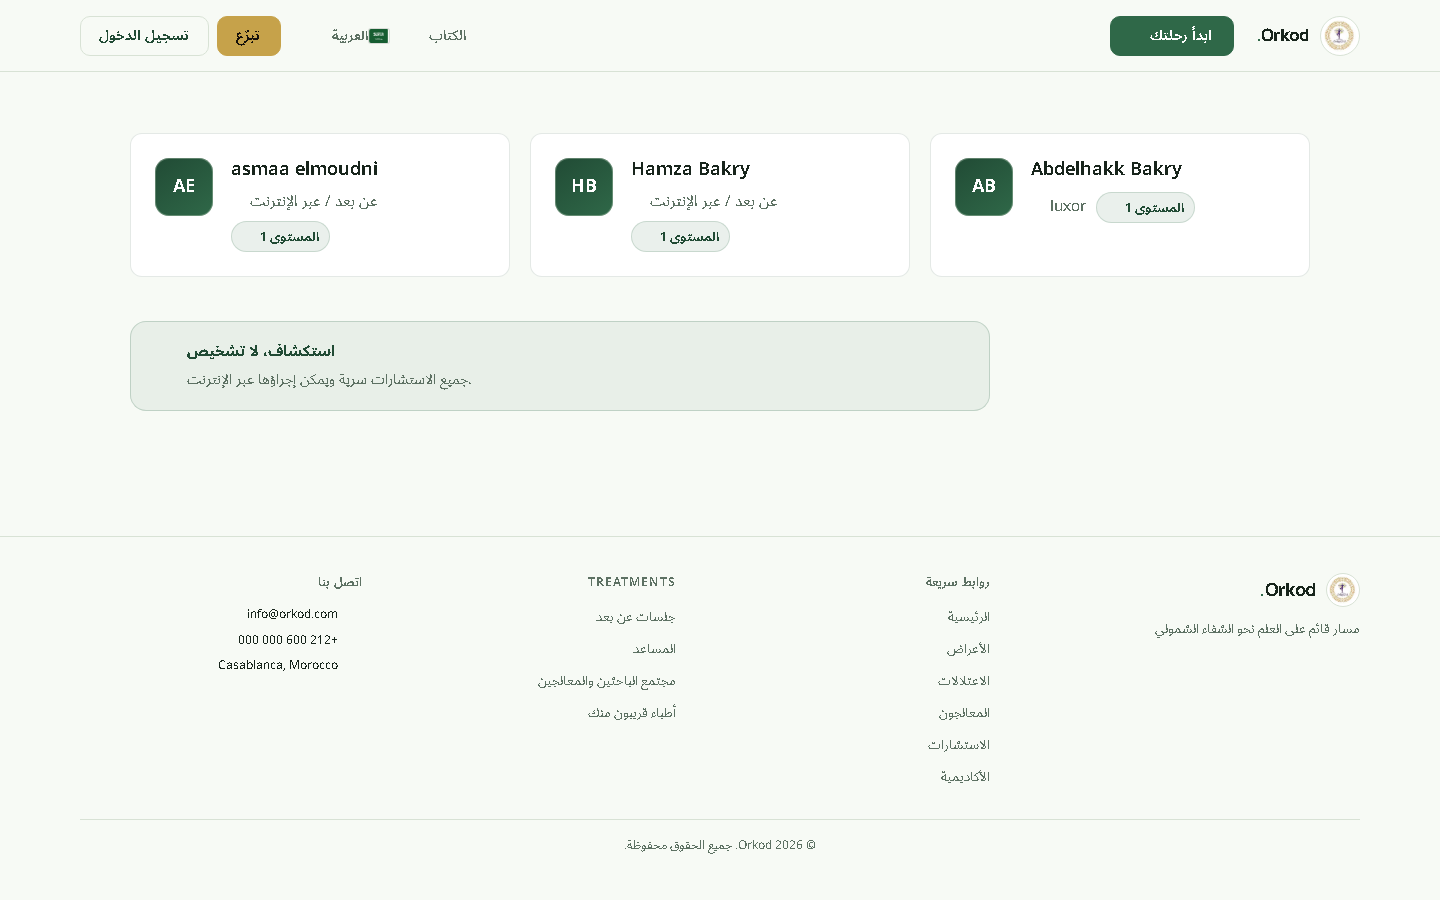 Orkod.
ابدأ رحلتك
الكتاب
العربية
تبرّع
تسجيل الدخول
AB
Abdelhakk Bakry
luxor
المستوى 1
HB
Hamza Bakry
عن بعد / عبر الإنترنت
المستوى 1
AE
asmaa elmoudni
عن بعد / عبر الإنترنت
المستوى 1
استكشاف، لا تشخيص
جميع الاستشارات سرية ويمكن إجراؤها عبر الإنترنت.
Orkod.
مسار قائم على العلم نحو الشفاء الشمولي
روابط سريعة
الرئيسية
الأعراض
الاعتلالات
المعالجون
الاستشارات
الأكاديمية
TREATMENTS
جلسات عن بعد
المساعد
مجتمع الباحثين والمعالجين
أطباء قريبون منك
اتصل بنا
info@orkod.com
000 000 600 212+
Casablanca, Morocco
© 2026 Orkod. جميع الحقوق محفوظة.